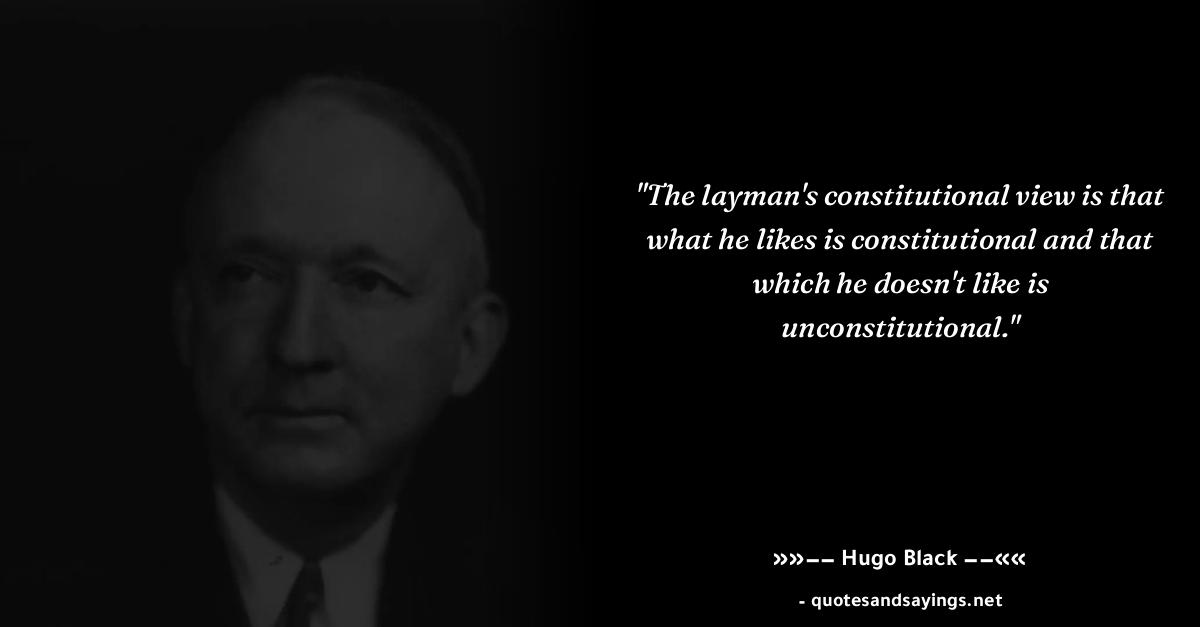 "The layman's constitutional view is that
what he likes is constitutional and that
which he doesn't like is
unconstitutional."
»»–– Hugo Black ––««
- quotesandsayings.net